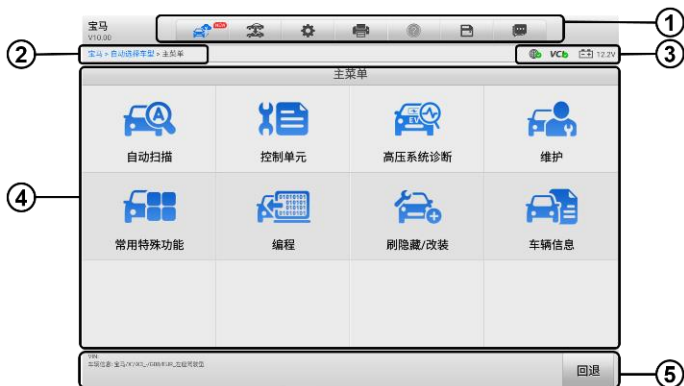 宝马
V10.00
NEW
①
②
宝马 > 自动选择车型 > 主菜单
VCI
12.2V
③
主菜单
A
EV
自动扫描
控制单元
高压系统诊断
维护
④
常用特殊功能
编程
刷隐藏/改装
车辆信息
VIN:
回退
⑤